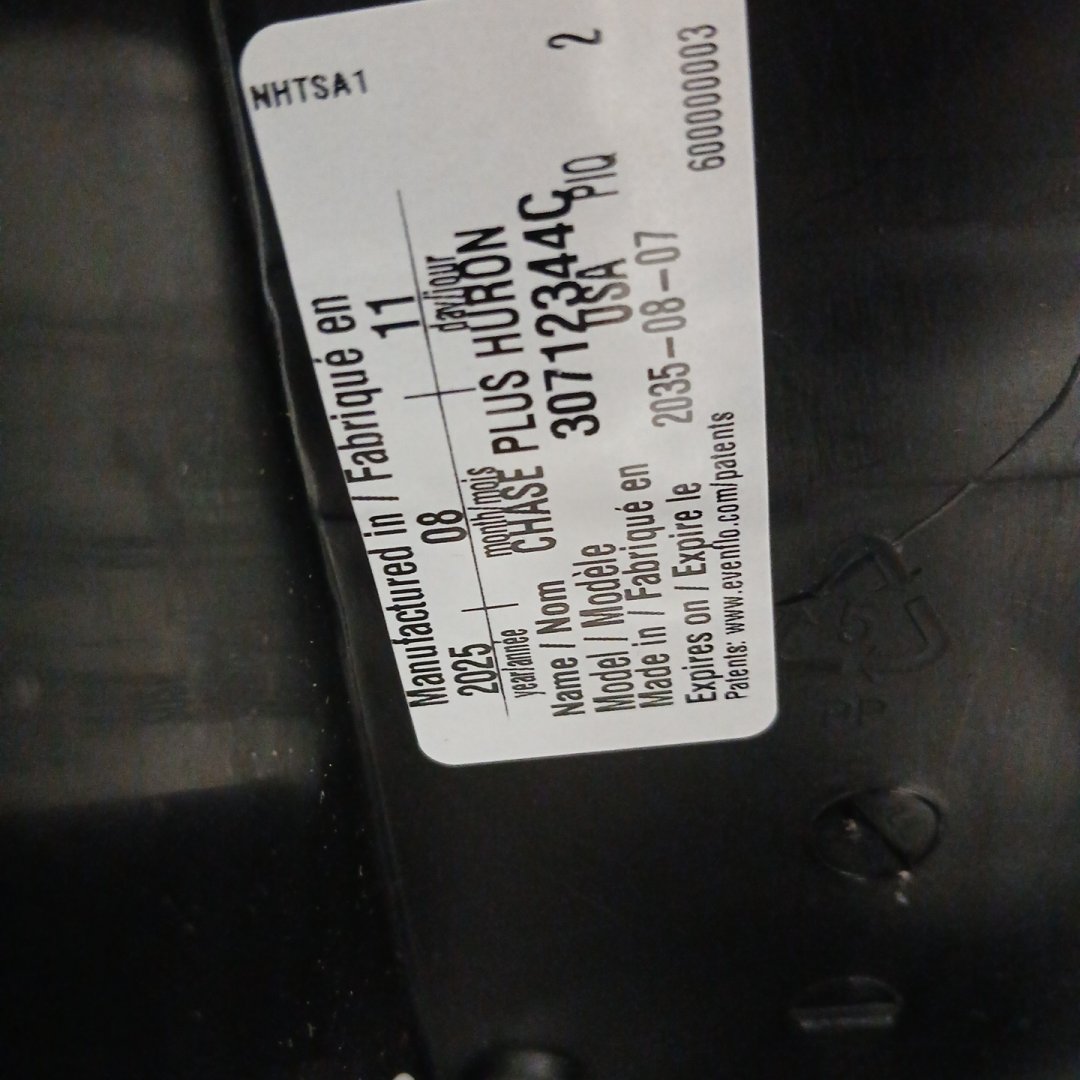 NHTSA1
Manufactured in / Fabriqué en
2025 08 11
year/année month/mois day/jour
Name / Nom CHASE PLUS HURON
Model / Modèle 30712344C 2
Made in / Fabriqué en USA PIQ
Expires on / Expire le 2035-08-07
Patents: www.evenflo.com/patents 600000003
PP